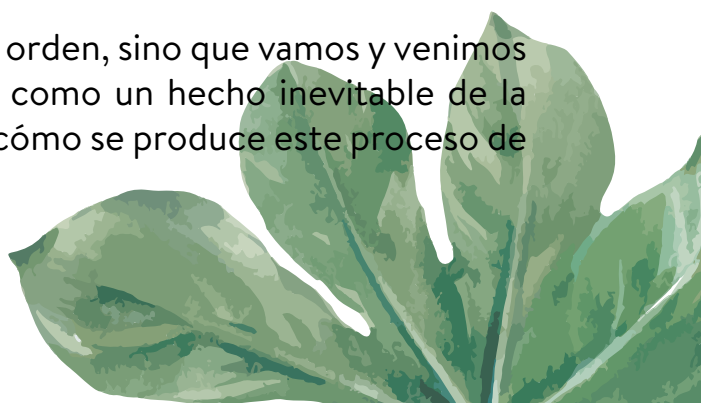 orden, sino que vamos y venimos
como un hecho inevitable de la
cómo se produce este proceso de